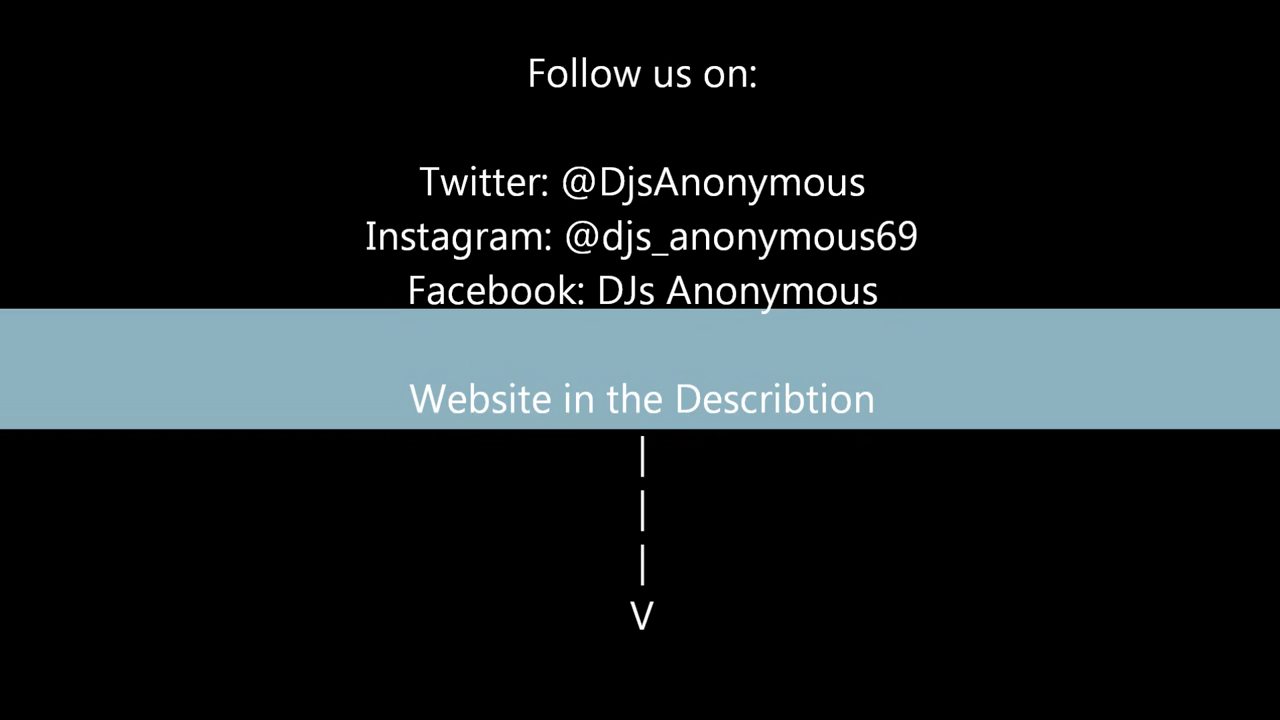 Follow us on:
Twitter: @DjsAnonymous
Instagram: @djs_anonymous69
Facebook: DJs Anonymous
Website in the Describtion
|
|
|
V